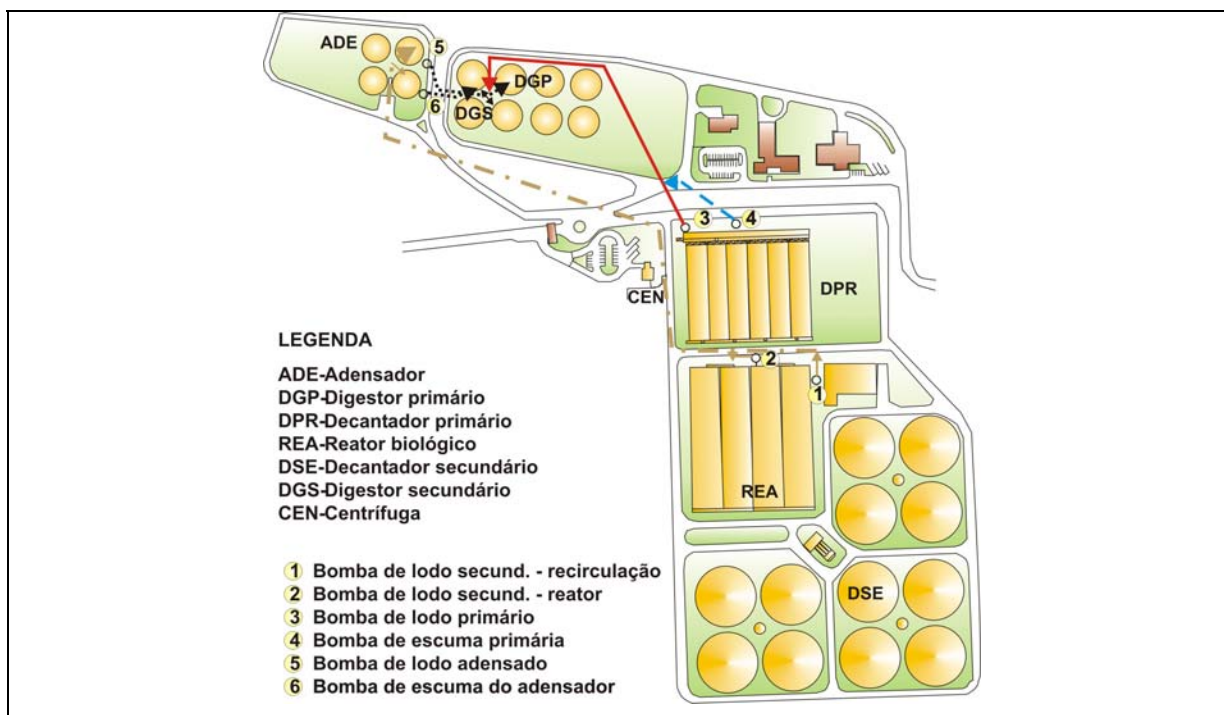 ADE
5
DGP
6
DGS
3
4
CEN
DPR
2
1
REA
DSE
LEGENDA
ADE-Adensador
DGP-Digestor primário
DPR-Decantador primário
REA-Reator biológico
DSE-Decantador secundário
DGS-Digestor secundário
CEN-Centrífuga
1 Bomba de lodo secund. - recirculação
2 Bomba de lodo secund. - reator
3 Bomba de lodo primário
4 Bomba de escuma primária
5 Bomba de lodo adensado
6 Bomba de escuma do adensador